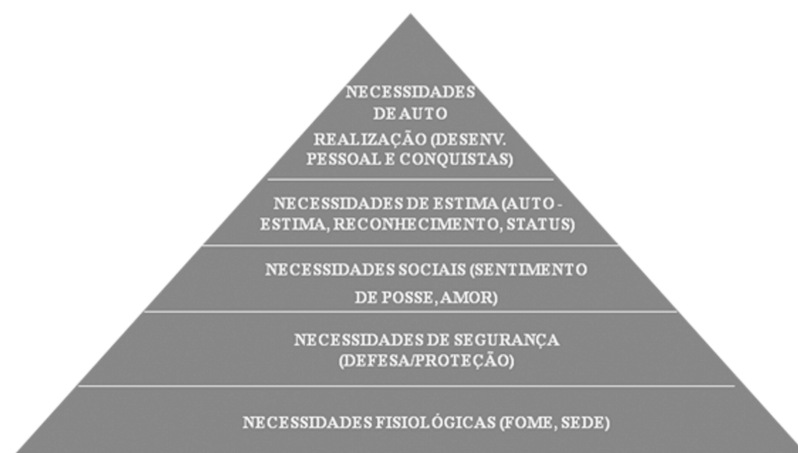 NECESSIDADES
DE AUTO
REALIZAÇÃO (DESENV.
PESSOAL E CONQUISTAS)
NECESSIDADES DE ESTIMA (AUTO-
ESTIMA, RECONHECIMENTO, STATUS)
NECESSIDADES SOCIAIS (SENTIMENTO
DE POSSE, AMOR)
NECESSIDADES DE SEGURANÇA
(DEFESA/PROTEÇÃO)
NECESSIDADES FISIOLÓGICAS (FOME, SEDE)